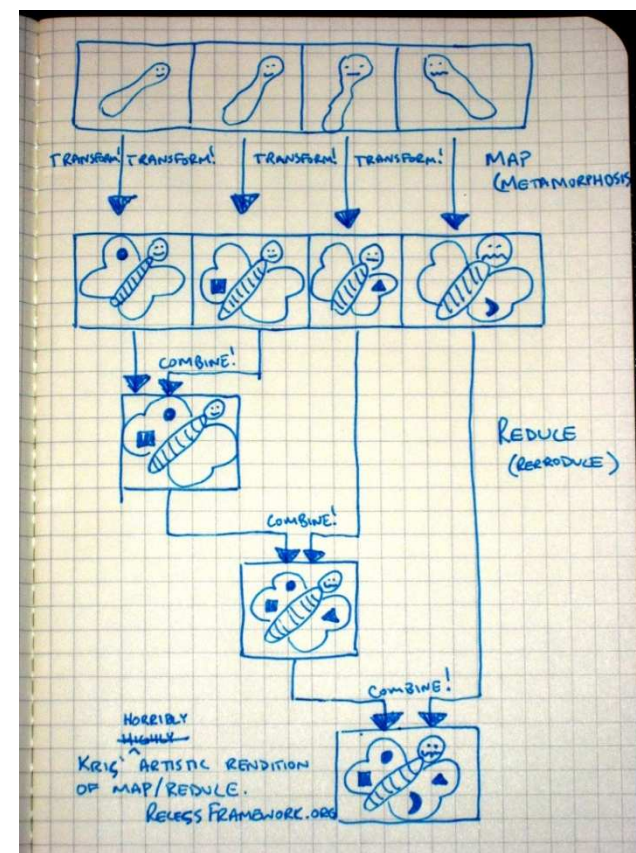 TRANSFORM! TRANSFORM! TRANSFORM! TRANSFORM! MAP
(METAMORPHOSIS
COMBINE!
REDUCE
(REPRODUCE)
COMBINE!
COMBINE!
HORRIBLY
HIGHLY
KRIS' ^ ARTISTIC RENDITION
OF MAP/REDUCE.
RECESS FRAMEWORK.ORG